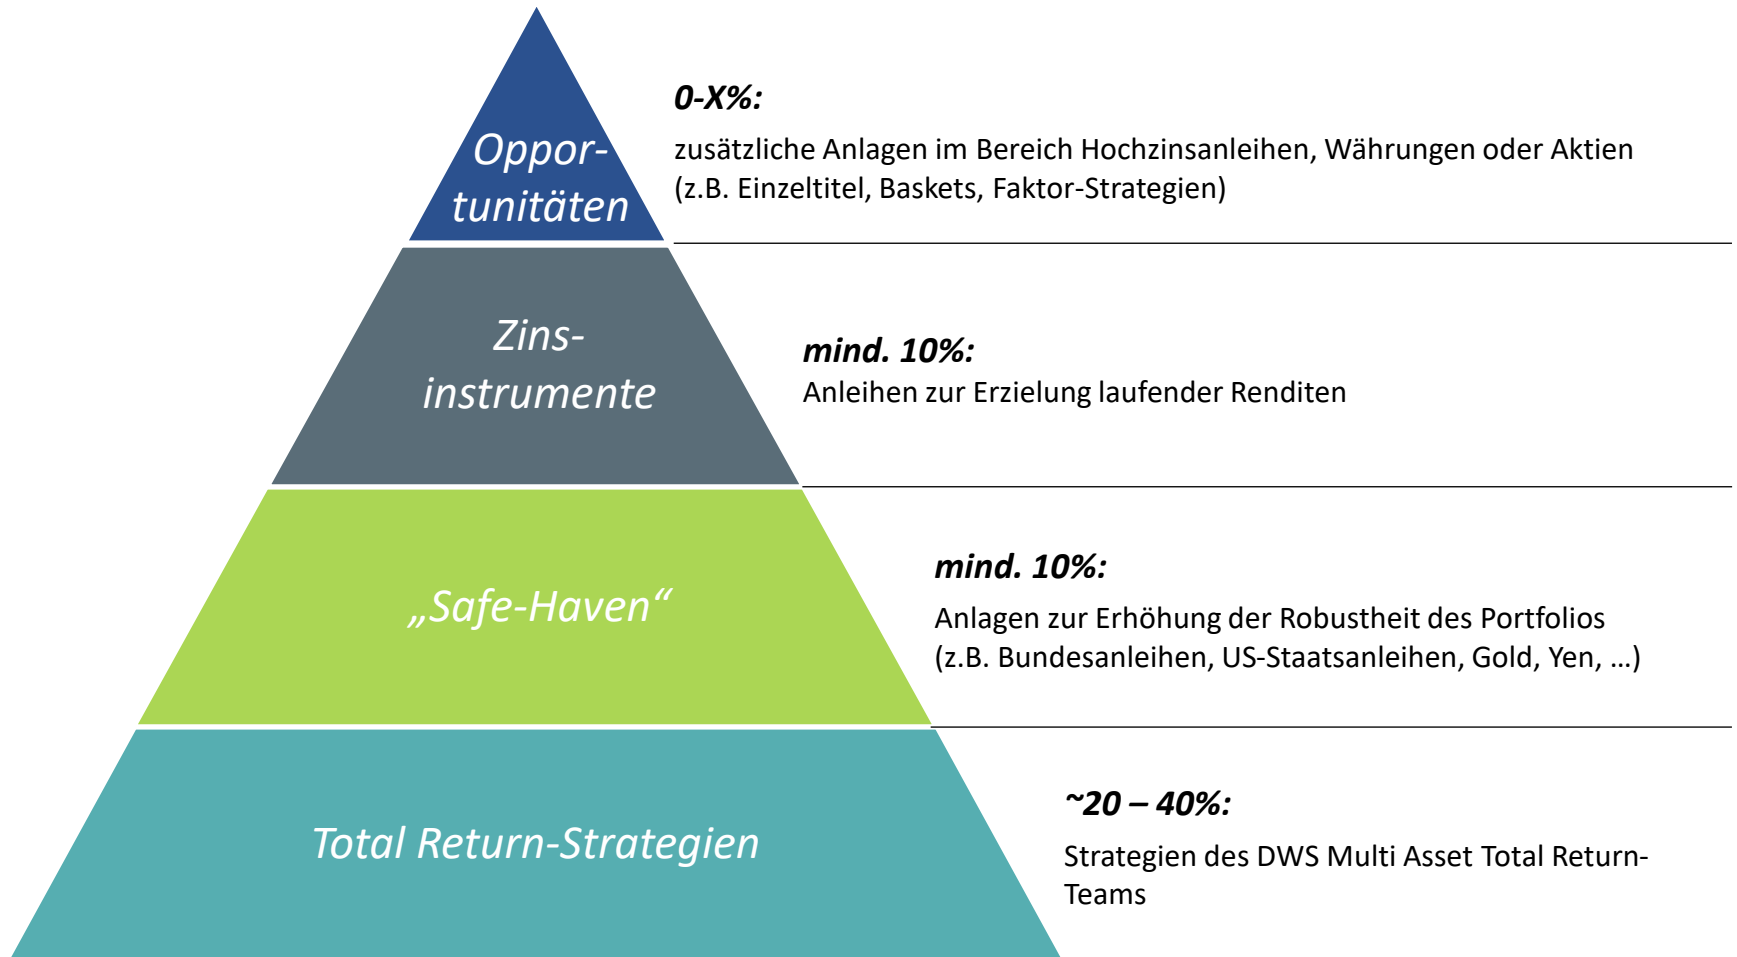 Oppor-
tunitäten
0-X%:
zusätzliche Anlagen im Bereich Hochzinsanleihen, Währungen oder Aktien
(z.B. Einzeltitel, Baskets, Faktor-Strategien)
Zins-
instrumente
mind. 10%:
Anleihen zur Erzielung laufender Renditen
„Safe-Haven“
mind. 10%:
Anlagen zur Erhöhung der Robustheit des Portfolios
(z.B. Bundesanleihen, US-Staatsanleihen, Gold, Yen, …)
Total Return-Strategien
~20 – 40%:
Strategien des DWS Multi Asset Total Return-
Teams